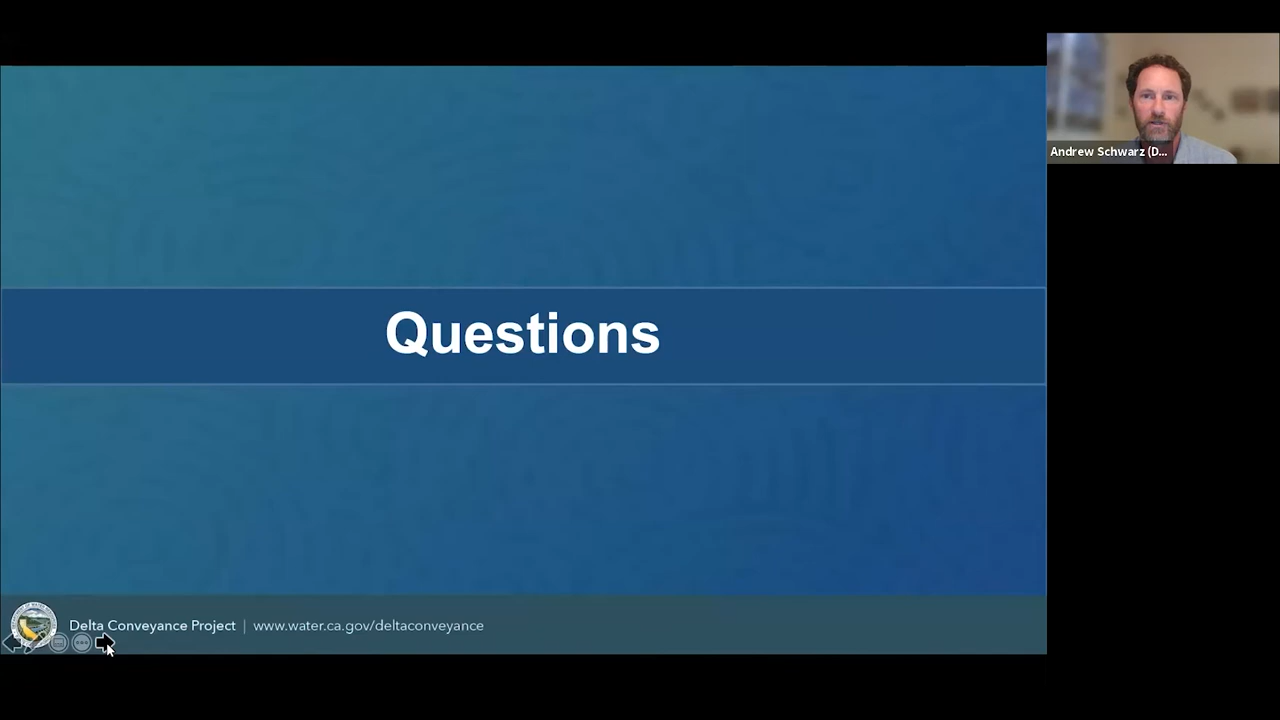 Questions
Andrew Schwarz (D...
Delta Conveyance Project | www.water.ca.gov/deltaconveyance